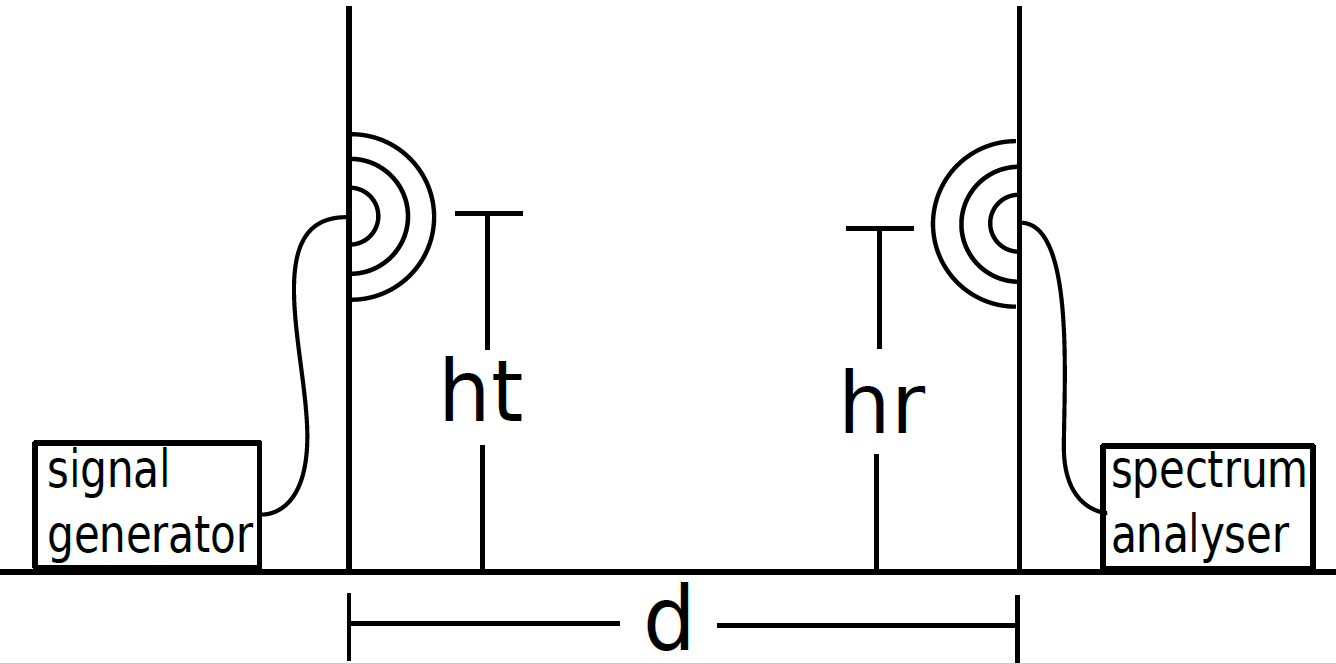 ht
hr
signal
generator
spectrum
analyser
d